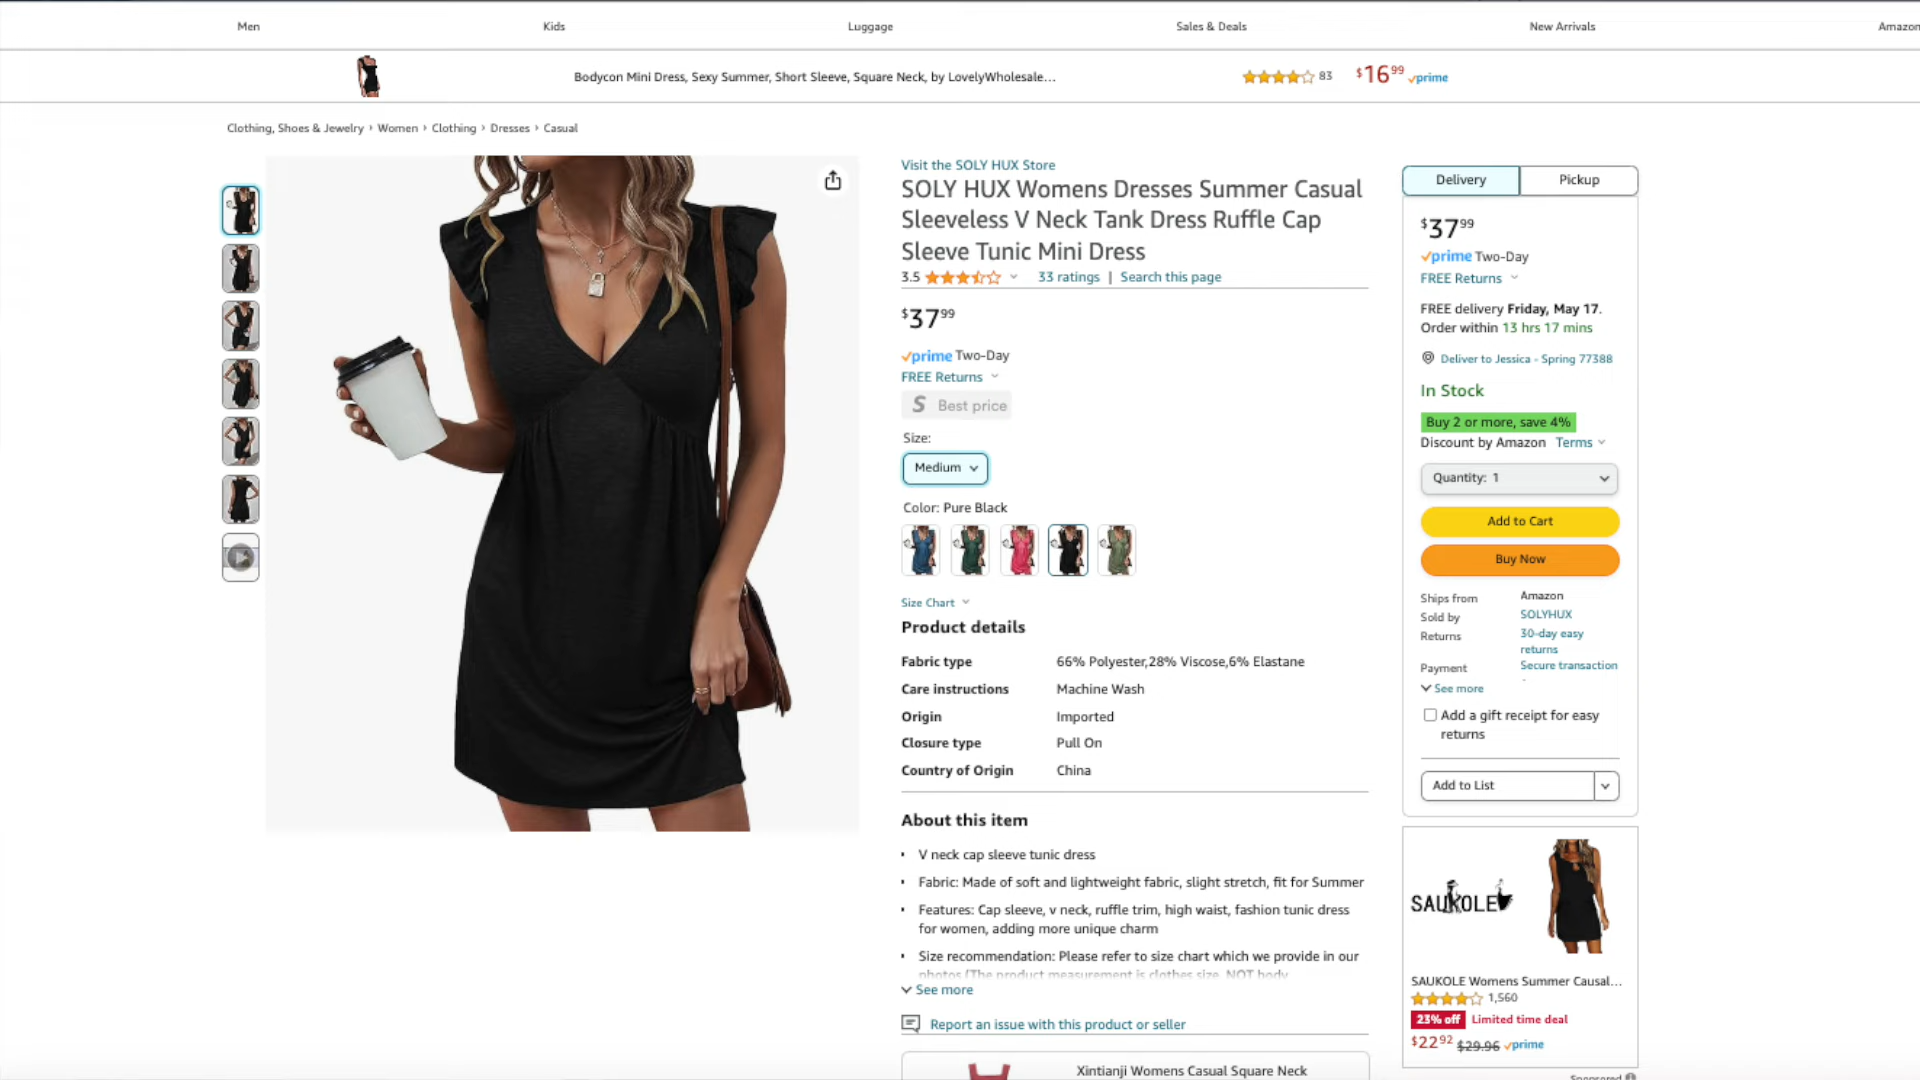 Men
Kids
Luggage
Sales & Deals
New Arrivals
Amazon
Bodycon Mini Dress, Sexy Summer, Short Sleeve, Square Neck, by LovelyWholesale...
83
$16 99 prime
Clothing, Shoes & Jewelry › Women › Clothing › Dresses › Casual
Visit the SOLY HUX Store
SOLY HUX Womens Dresses Summer Casual
Sleeveless V Neck Tank Dress Ruffle Cap
Sleeve Tunic Mini Dress
3.5
33 ratings | Search this page
$37 99
prime Two-Day
FREE Returns
S Best price
Size:
Medium
Color: Pure Black
Size Chart
Product details
Fabric type 66% Polyester,28% Viscose,6% Elastane
Care instructions Machine Wash
Origin Imported
Closure type Pull On
Country of Origin China
About this item
• V neck cap sleeve tunic dress
• Fabric: Made of soft and lightweight fabric, slight stretch, fit for Summer
• Features: Cap sleeve, v neck, ruffle trim, high waist, fashion tunic dress
for women, adding more unique charm
• Size recommendation: Please refer to size chart which we provide in our
photos (The product measurement is clothes size, NOT body
See more
Report an issue with this product or seller
Xintianji Womens Casual Square Neck
Delivery
Pickup
$37 99
prime Two-Day
FREE Returns
FREE delivery Friday, May 17.
Order within 13 hrs 17 mins
Deliver to Jessica - Spring 77388
In Stock
Buy 2 or more, save 4%
Discount by Amazon Terms
Quantity: 1
Add to Cart
Buy Now
Ships from Amazon
Sold by SOLYHUX
Returns 30-day easy
returns
Payment Secure transaction
See more
Add a gift receipt for easy
returns
Add to List
SAUKOLE
SAUKOLE Womens Summer Causal...
1,560
23% off Limited time deal
$22 92 $29.96 prime
Sponsored